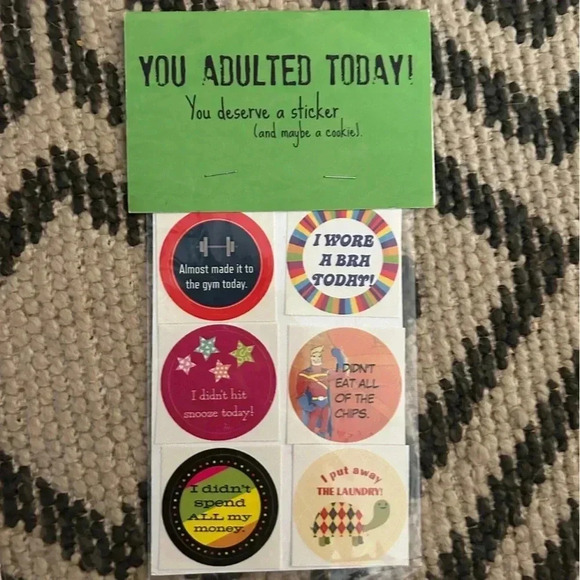 YOU ADULTED TODAY!
You deserve a sticker
(and maybe a cookie).
Almost made it to
the gym today.
I WORE
A BRA
TODAY!
I didn't hit
snooze today!
I DIDN'T
EAT ALL
OF THE
CHIPS.
I didn't
spend
ALL my
money.
I put away
THE LAUNDRY!